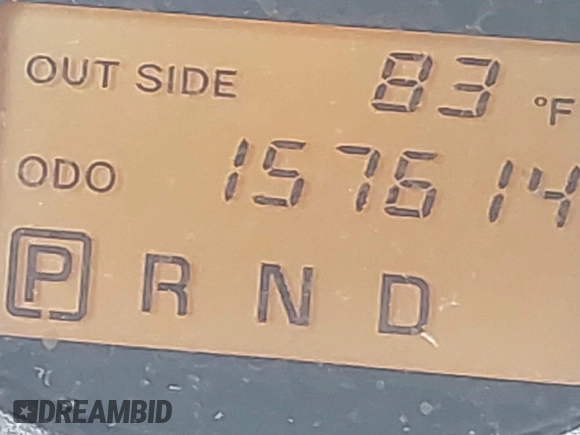 OUT SIDE 83 °F
ODO 157614
P R N D
DREAMBID